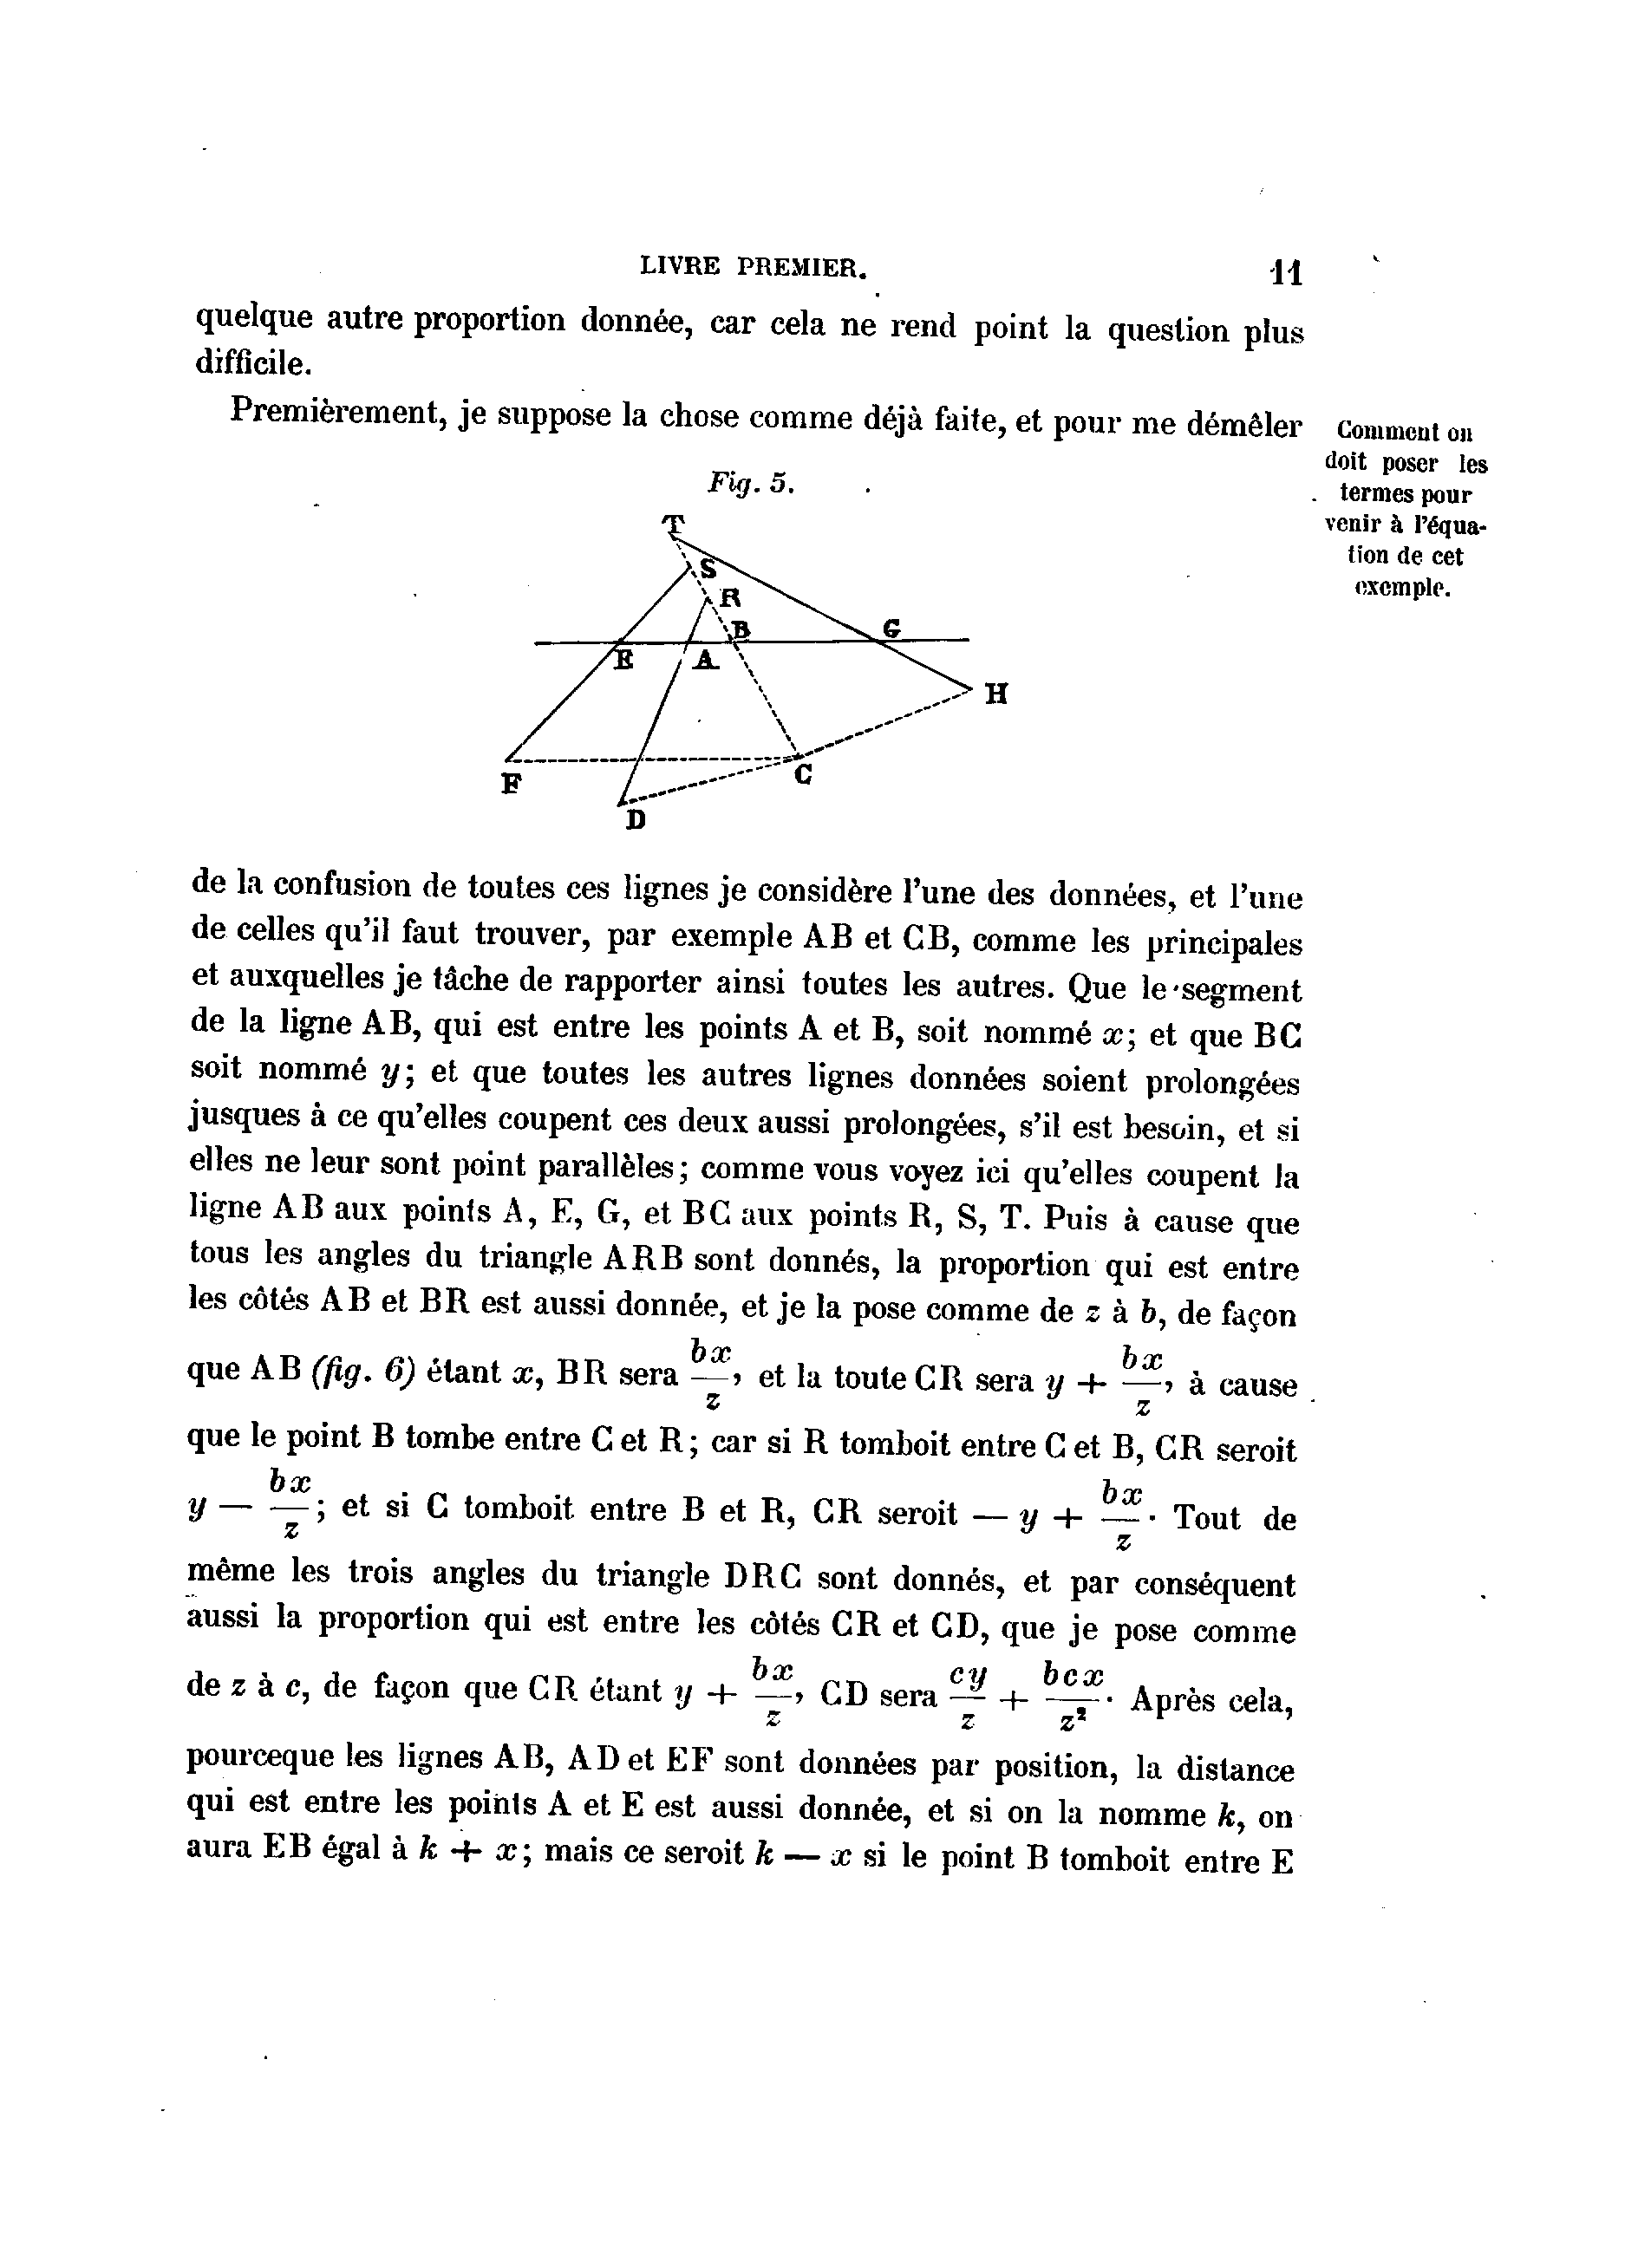 LIVRE PREMIER. 11
quelque autre proportion donnée, car cela ne rend point la question plus
difficile.
Premièrement, je suppose la chose comme déjà faite, et pour me démêler
Comment on
doit poser les
termes pour
venir à l'équa-
tion de cet
exemple.
Fig. 5.
T
S
R
B
G
E
A
H
F
C
D
de la confusion de toutes ces lignes je considère l'une des données, et l'une
de celles qu'il faut trouver, par exemple AB et CB, comme les principales
et auxquelles je tâche de rapporter ainsi toutes les autres. Que le segment
de la ligne AB, qui est entre les points A et B, soit nommé x; et que BC
soit nommé y; et que toutes les autres lignes données soient prolongées
jusques à ce qu'elles coupent ces deux aussi prolongées, s'il est besoin, et si
elles ne leur sont point parallèles; comme vous voyez ici qu'elles coupent la
ligne AB aux points A, E, G, et BC aux points R, S, T. Puis à cause que
tous les angles du triangle ARB sont donnés, la proportion qui est entre
les côtés AB et BR est aussi donnée, et je la pose comme de z à b, de façon
que AB (fig. 6) étant x, BR sera bx/z, et la toute CR sera y + bx/z, à cause
que le point B tombe entre C et R; car si R tomboit entre C et B, CR seroit
y — bx/z; et si C tomboit entre B et R, CR seroit — y + bx/z. Tout de
même les trois angles du triangle DRC sont donnés, et par conséquent
aussi la proportion qui est entre les côtés CR et CD, que je pose comme
de z à c, de façon que CR étant y + bx/z, CD sera cy/z + bcx/z². Après cela,
pourceque les lignes AB, AD et EF sont données par position, la distance
qui est entre les points A et E est aussi donnée, et si on la nomme k, on
aura EB égal à k + x; mais ce seroit k — x si le point B tomboit entre E